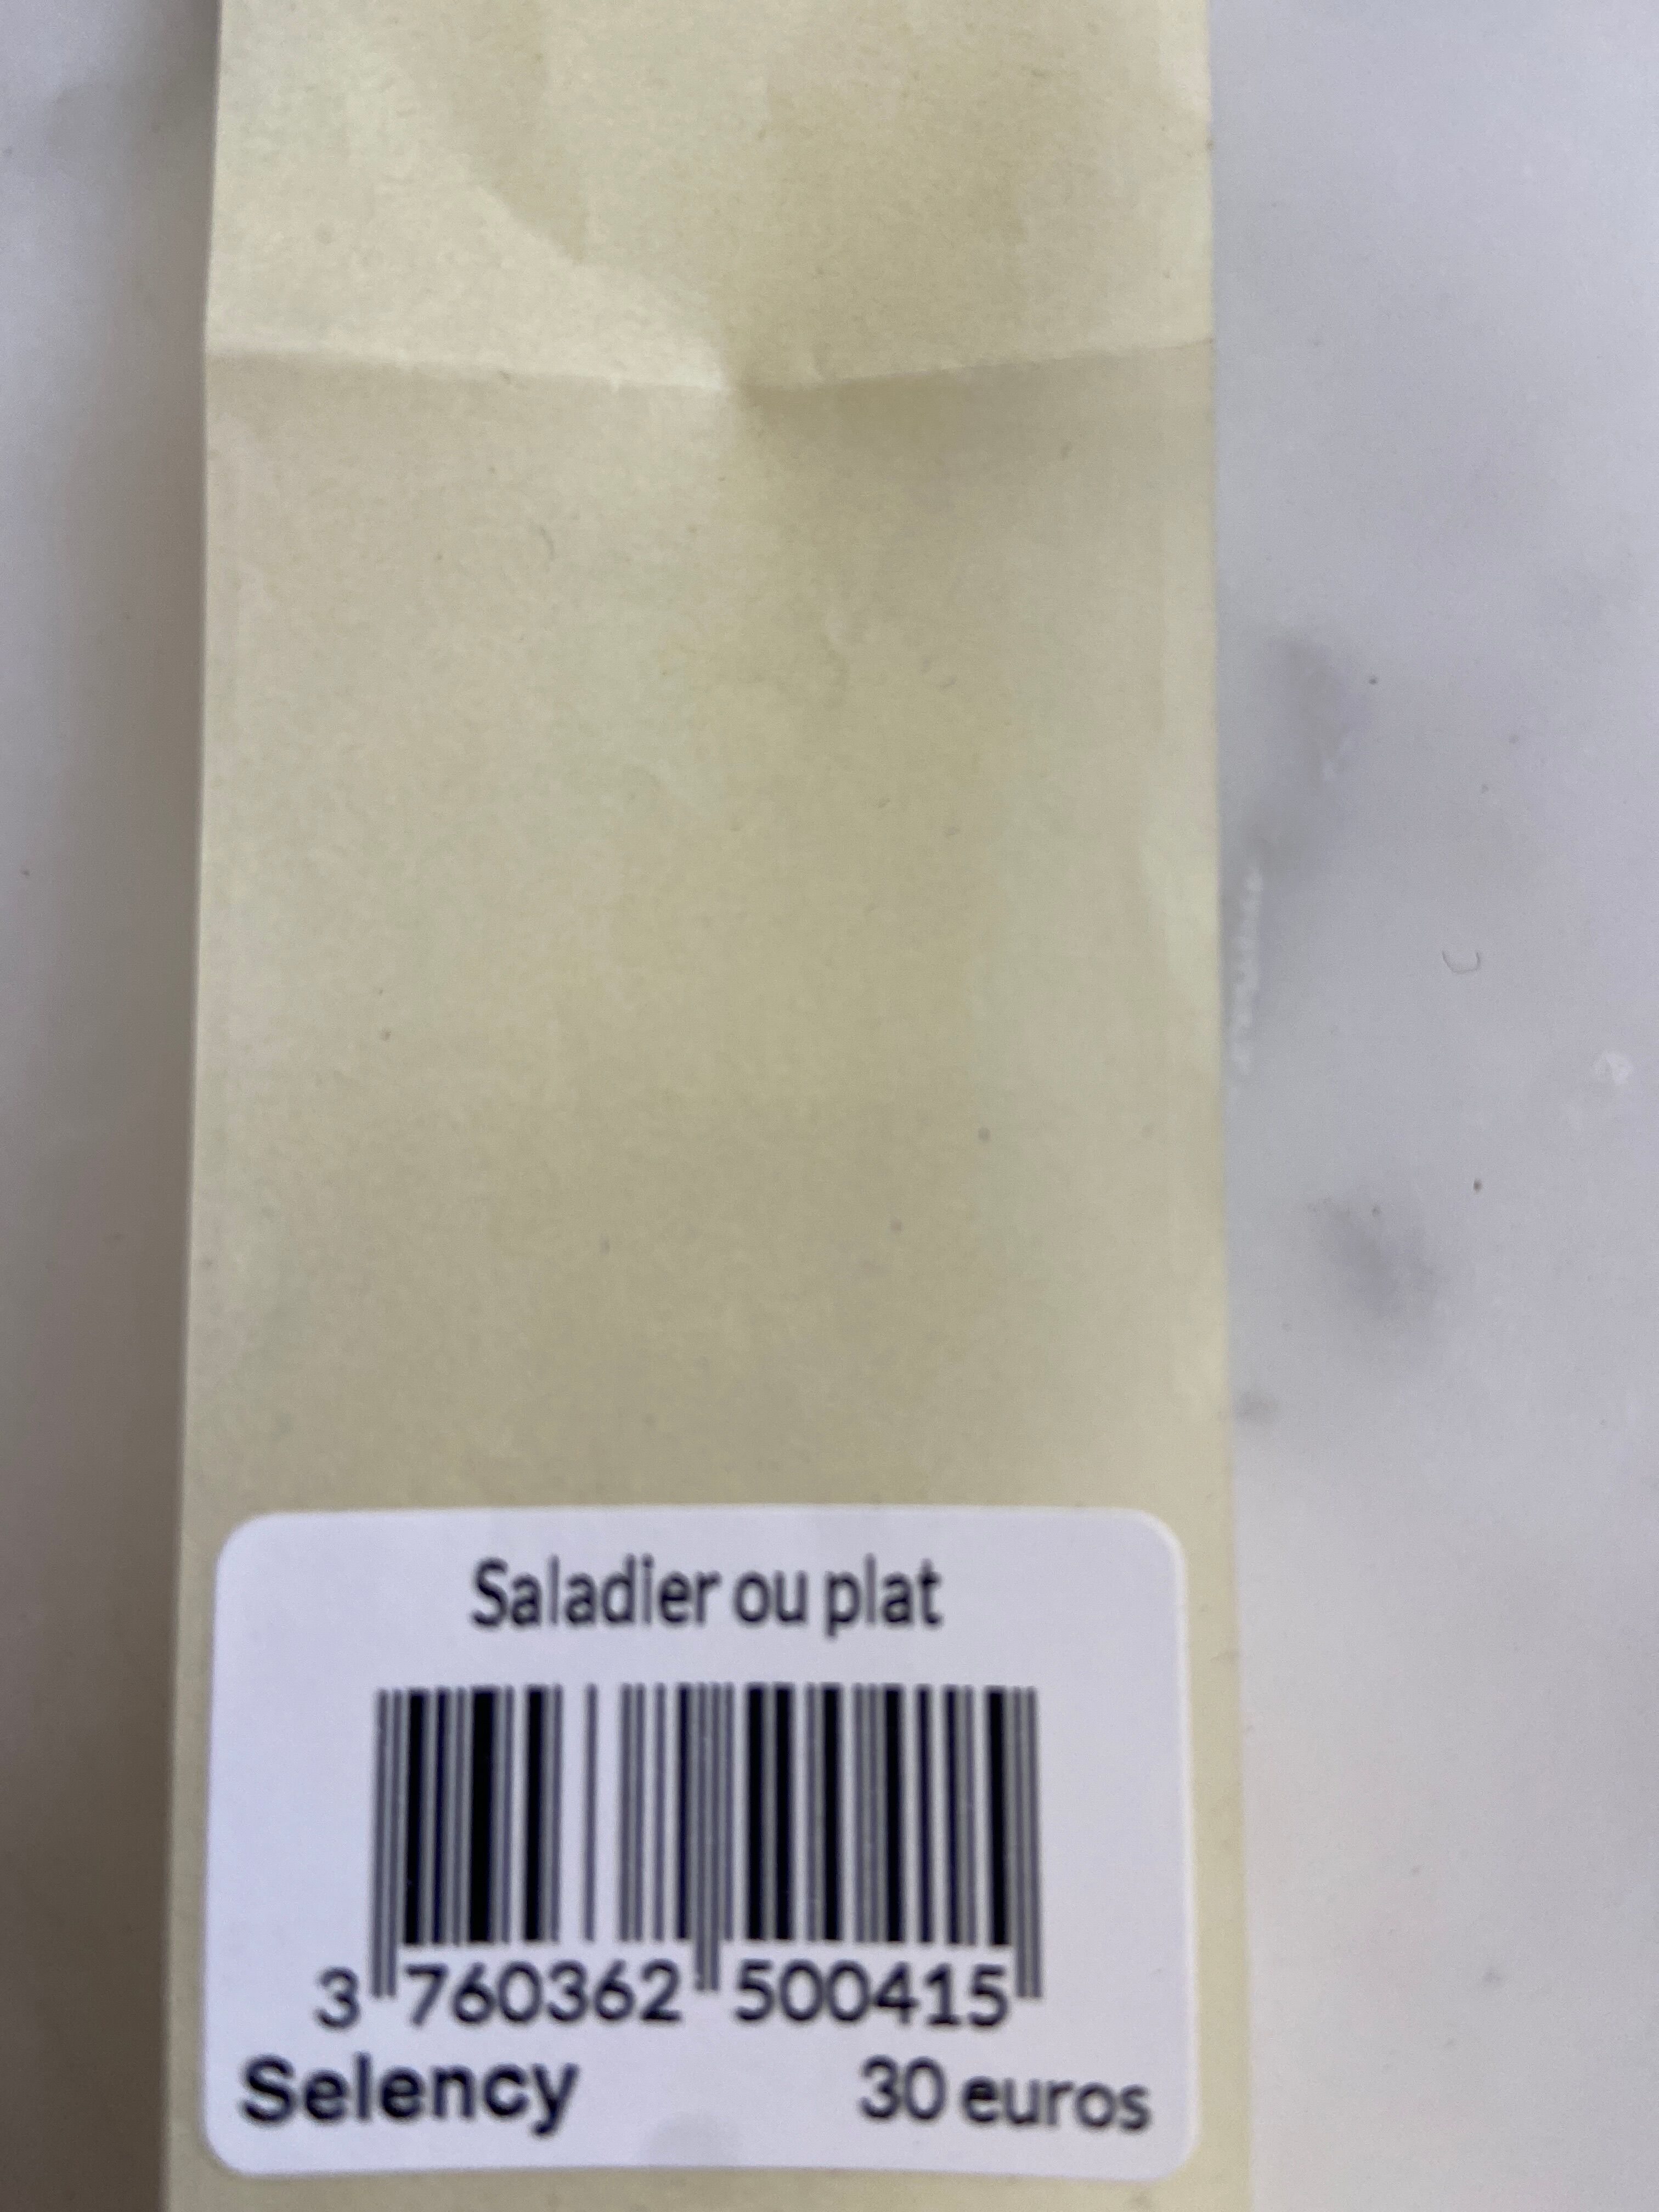 Saladier ou plat
3 760362 500415
Selency 30 euros